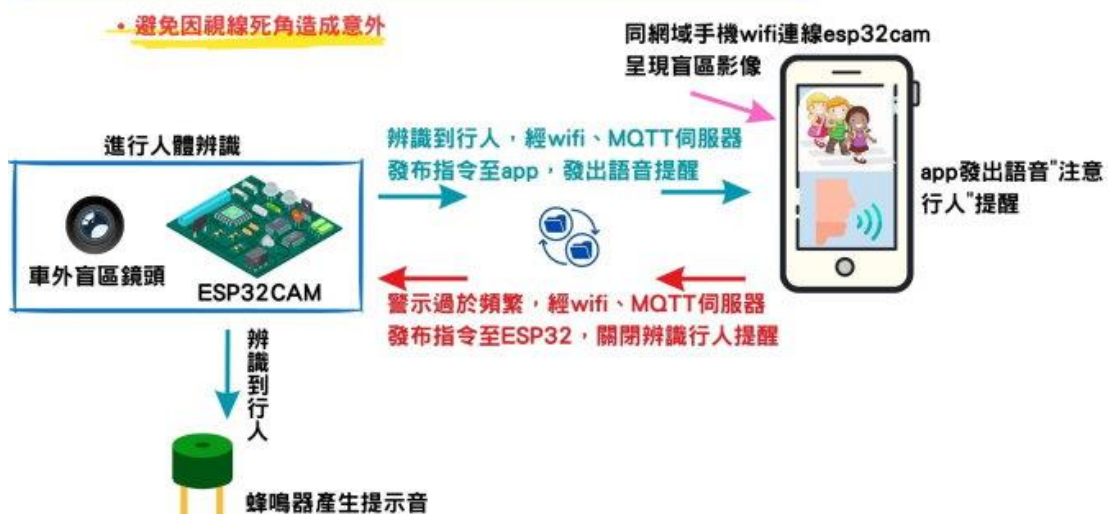 • 避免因視線死角造成意外
同網域手機wifi連線esp32cam
呈現盲區影像
進行人體辨識
辨識到行人，經wifi、MQTT伺服器
發布指令至app，發出語音提醒
app發出語音"注意
行人"提醒
車外盲區鏡頭
ESP32CAM
警示過於頻繁，經wifi、MQTT伺服器
發布指令至ESP32，關閉辨識行人提醒
辨識到行人
蜂鳴器產生提示音